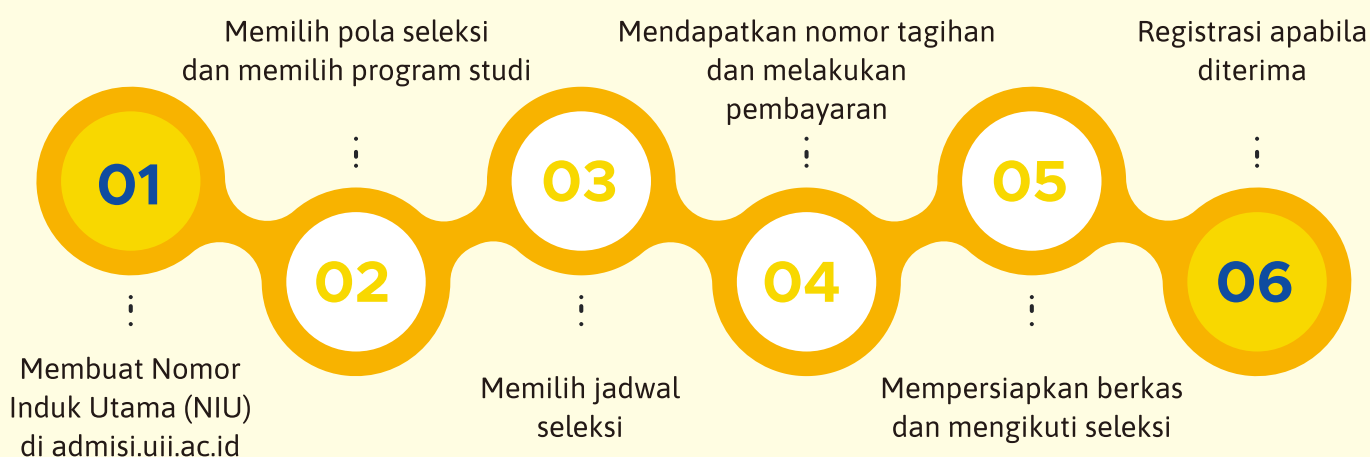 01
Membuat Nomor
Induk Utama (NIU)
di admisi.uii.ac.id
Memilih pola seleksi
dan memilih program studi
02
03
Memilih jadwal
seleksi
Mendapatkan nomor tagihan
dan melakukan
pembayaran
04
05
Mempersiapkan berkas
dan mengikuti seleksi
Registrasi apabila
diterima
06